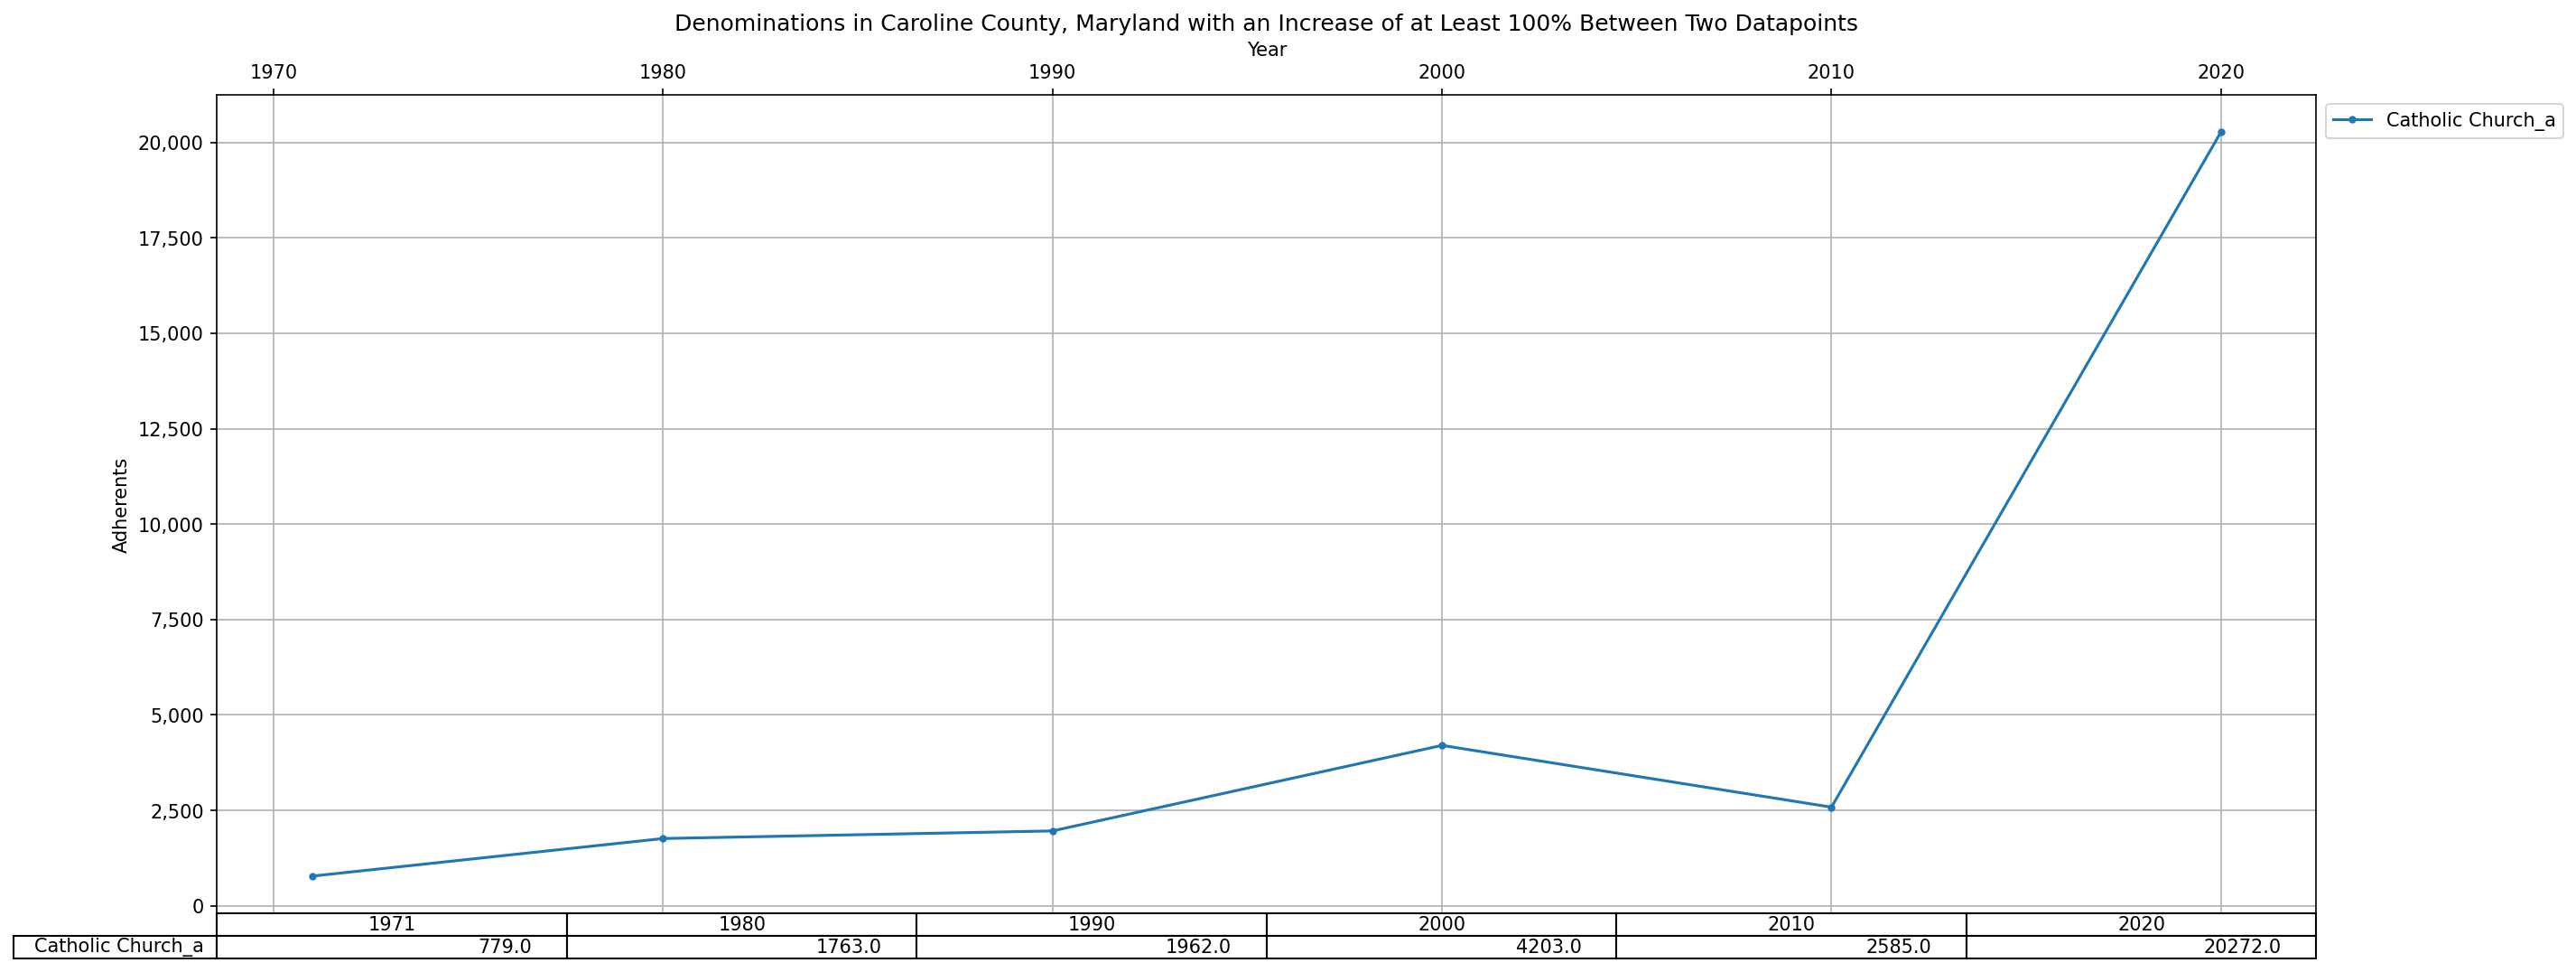 Denominations in Caroline County, Maryland with an Increase of at Least 100% Between Two Datapoints
Year
1970 1980 1990 2000 2010 2020
Catholic Church_a
20,000
17,500
15,000
12,500
10,000
7,500
5,000
2,500
0
Adherents
1971 1980 1990 2000 2010 2020
Catholic Church_a 779.0 1763.0 1962.0 4203.0 2585.0 20272.0